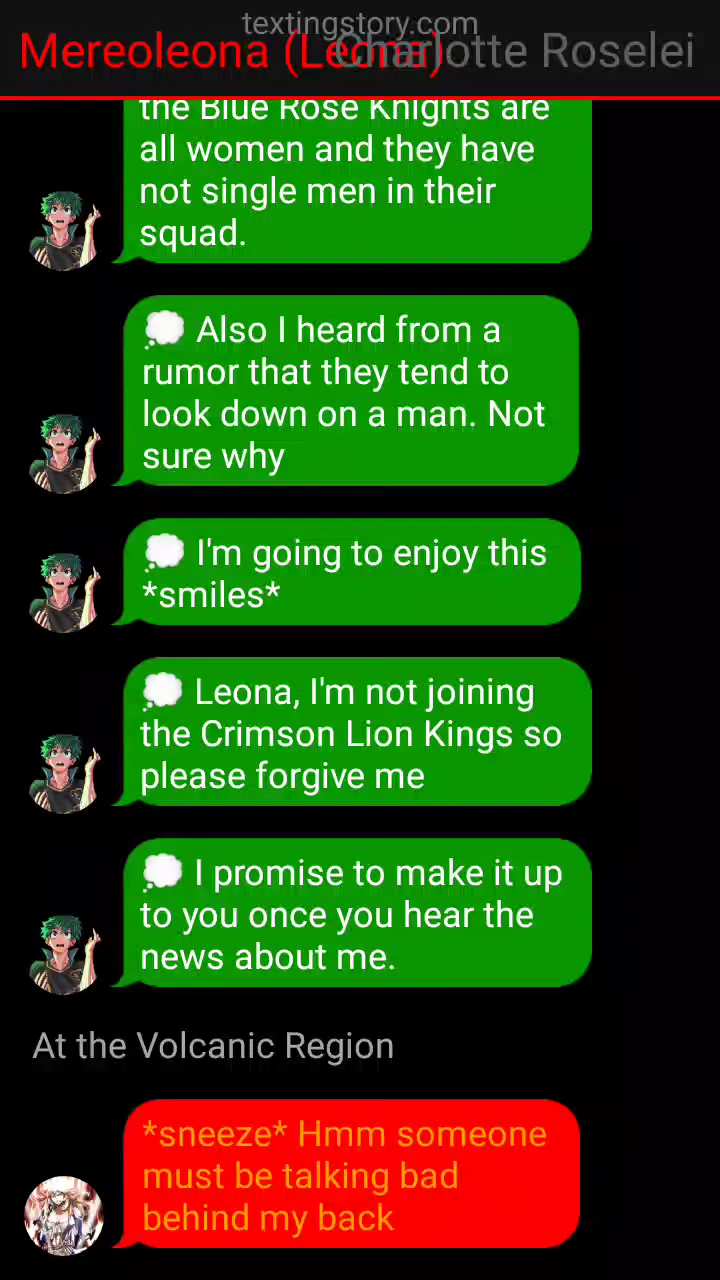 textingstory.com
Mereoleona (Leona)
Charlotte Roselei
the Blue Rose Knights are
all women and they have
not single men in their
squad.
💭 Also I heard from a
rumor that they tend to
look down on a man. Not
sure why
💭 I'm going to enjoy this
*smiles*
💭 Leona, I'm not joining
the Crimson Lion Kings so
please forgive me
💭 I promise to make it up
to you once you hear the
news about me.
At the Volcanic Region
*sneeze* Hmm someone
must be talking bad
behind my back